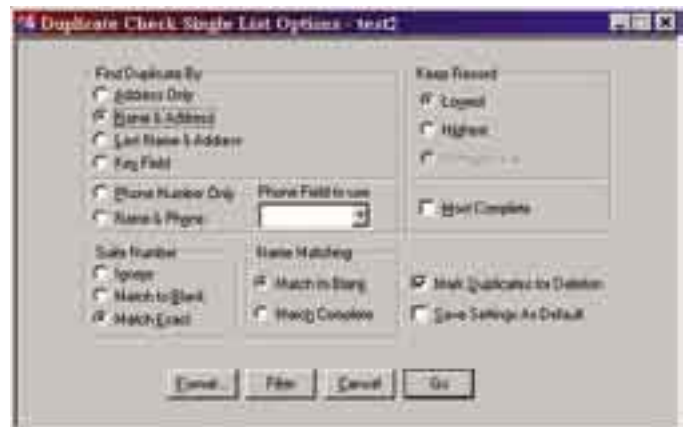 Duplicate Check Single List Options - test2
Find Duplicate By
Address Only
Name & Address
Last Name & Address
Key Field
Phone Number Only
Name & Phone
Phone Field to use
Keep Record
Lowest
Highest
Most Complete
Suite Number
Ignore
Match to Blank
Match Exact
Name Matching
Match to Blank
Match Complete
Mark Duplicates for Deletion
Save Settings As Default
Format...
Filter
Cancel
Go